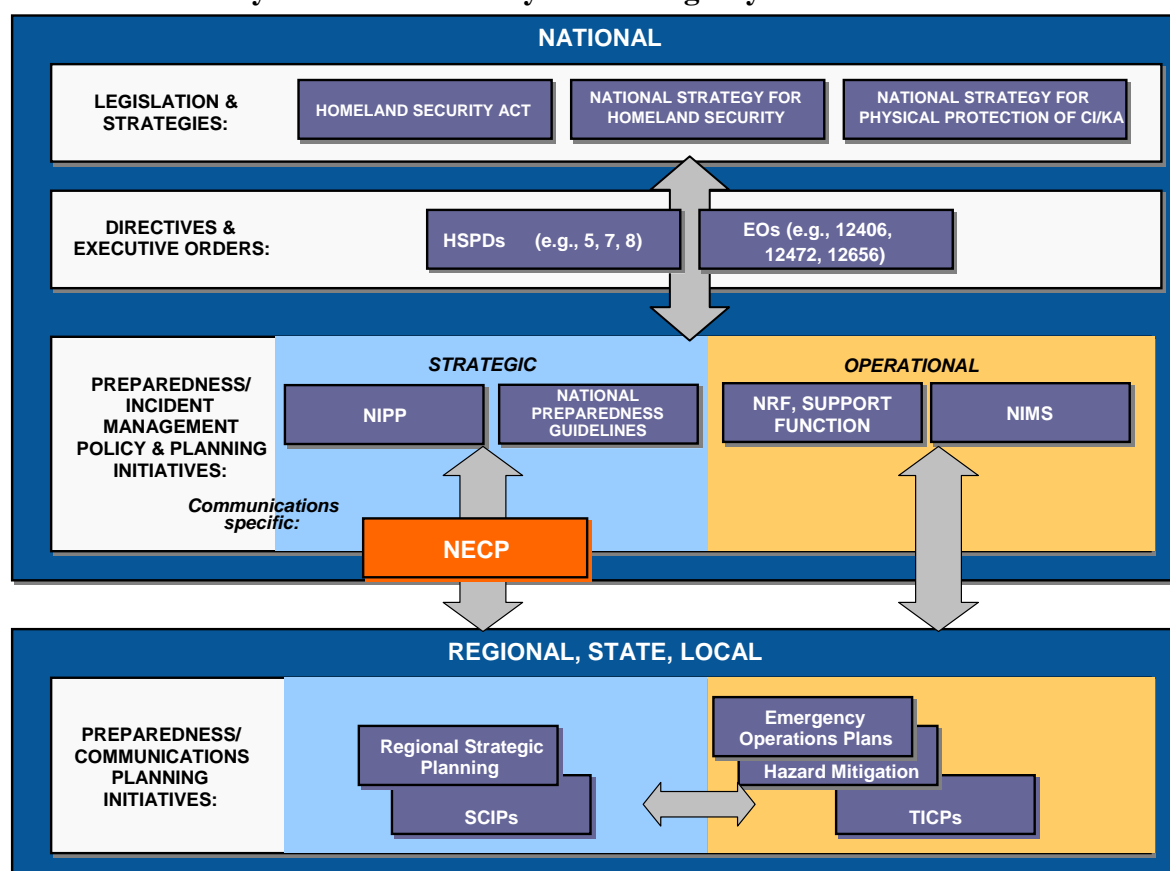 NATIONAL
LEGISLATION &
STRATEGIES:
HOMELAND SECURITY ACT
NATIONAL STRATEGY FOR
HOMELAND SECURITY
NATIONAL STRATEGY FOR
PHYSICAL PROTECTION OF CI/KA
DIRECTIVES &
EXECUTIVE ORDERS:
HSPDs (e.g., 5, 7, 8)
EOs (e.g., 12406,
12472, 12656)
PREPAREDNESS/
INCIDENT
MANAGEMENT
POLICY & PLANNING
INITIATIVES:
STRATEGIC
NIPP
NATIONAL
PREPAREDNESS
GUIDELINES
OPERATIONAL
NRF, SUPPORT
FUNCTION
NIMS
Communications
specific:
NECP
REGIONAL, STATE, LOCAL
PREPAREDNESS/
COMMUNICATIONS
PLANNING
INITIATIVES:
Regional Strategic
Planning
SCIPs
Emergency
Operations Plans
Hazard Mitigation
TICPs